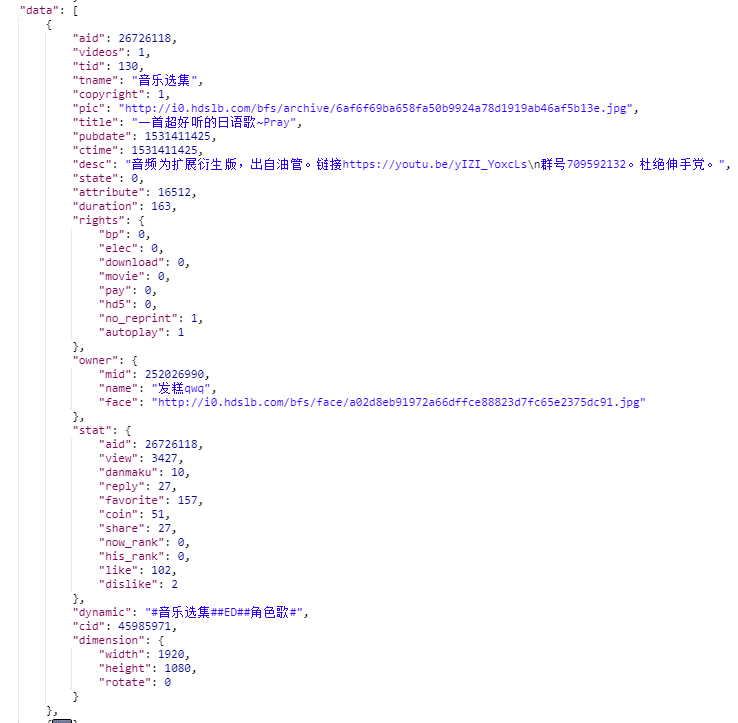 "data": [
{
"aid": 26726118,
"videos": 1,
"tid": 130,
"tname": "音乐选集",
"copyright": 1,
"pic": "http://i0.hdslb.com/bfs/archive/6af6f69ba658fa50b9924a78d1919ab46af5b13e.jpg",
"title": "一首超好听的日语歌~Pray",
"pubdate": 1531411425,
"ctime": 1531411425,
"desc": "音频为扩展衍生版，出自油管。链接https://youtu.be/yIZI_YoxcLs\n群号709592132。杜绝伸手党。",
"state": 0,
"attribute": 16512,
"duration": 163,
"rights": {
"bp": 0,
"elec": 0,
"download": 0,
"movie": 0,
"pay": 0,
"hd5": 0,
"no_reprint": 1,
"autoplay": 1
},
"owner": {
"mid": 252026990,
"name": "发糕qwq",
"face": "http://i0.hdslb.com/bfs/face/a02d8eb91972a66dffce88823d7fc65e2375dc91.jpg"
},
"stat": {
"aid": 26726118,
"view": 3427,
"danmaku": 10,
"reply": 27,
"favorite": 157,
"coin": 51,
"share": 27,
"now_rank": 0,
"his_rank": 0,
"like": 102,
"dislike": 2
},
"dynamic": "#音乐选集##ED##角色歌#",
"cid": 45985971,
"dimension": {
"width": 1920,
"height": 1080,
"rotate": 0
}
},